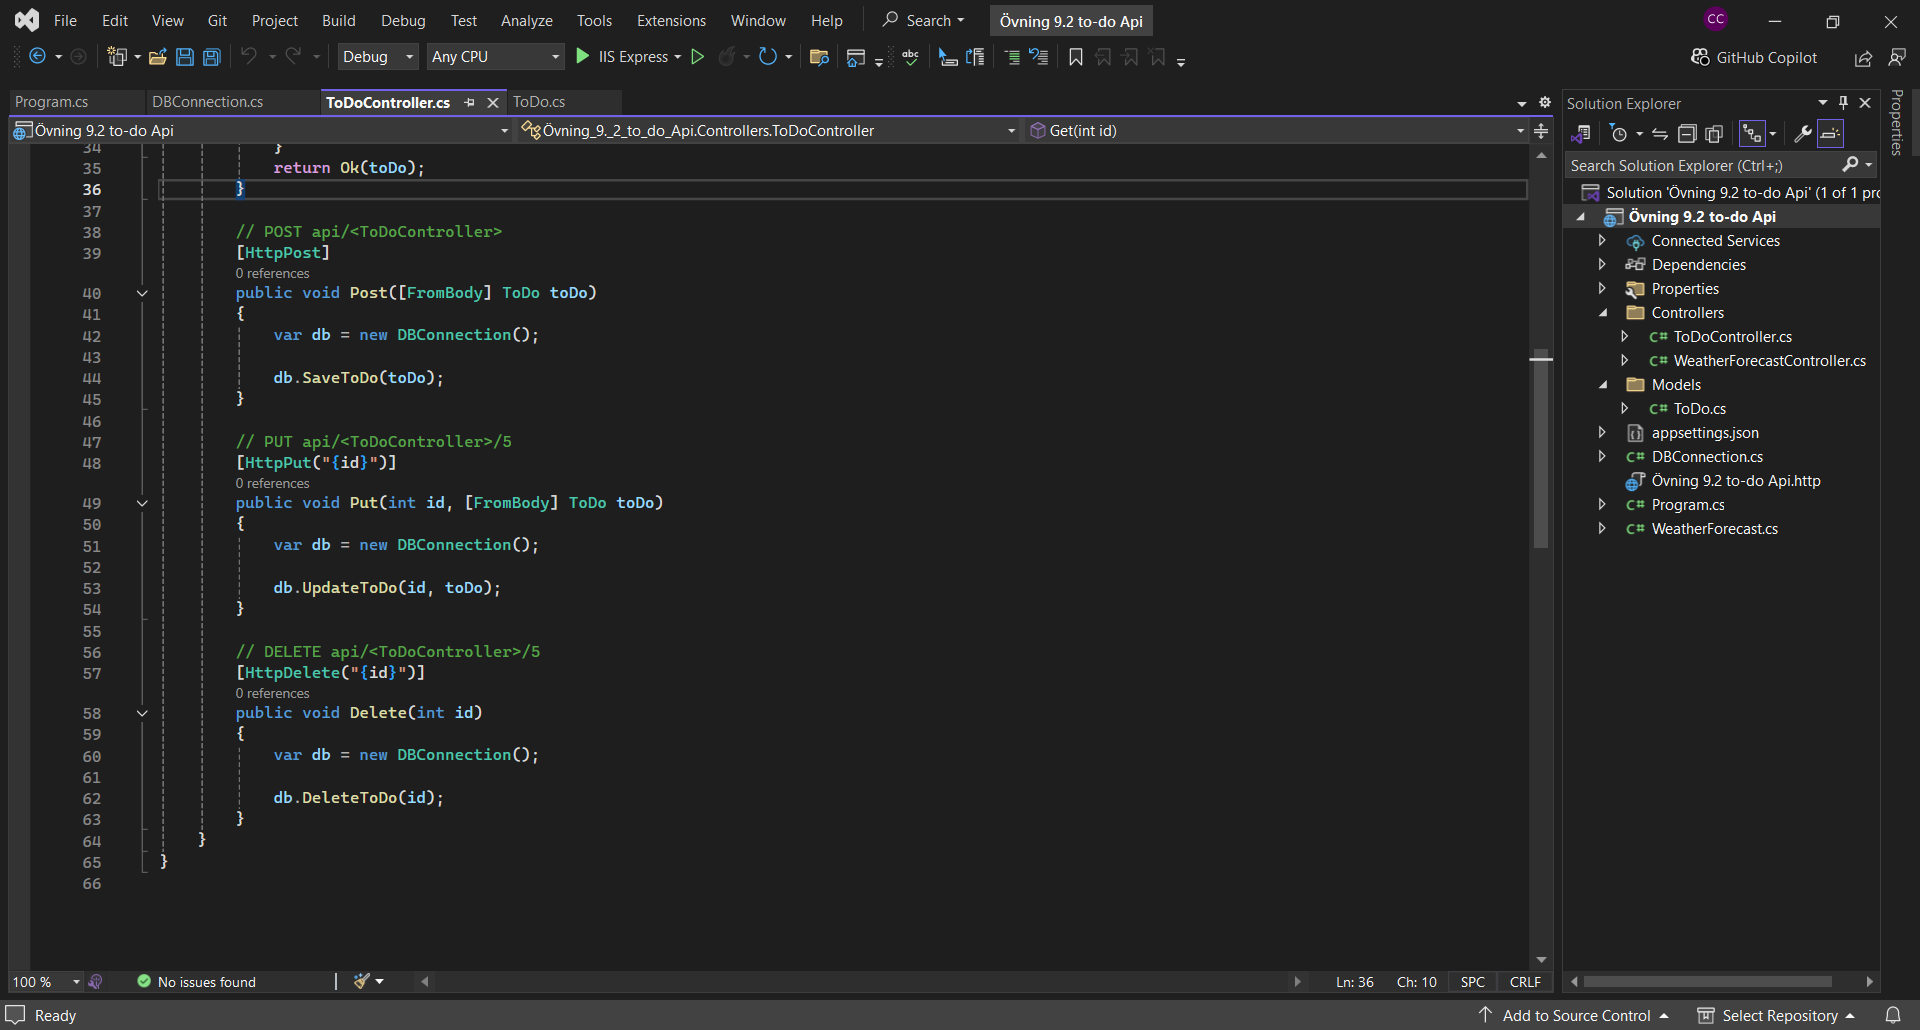 File Edit View Git Project Build Debug Test Analyze Tools Extensions Window Help Search Övning 9.2 to-do Api CC
Debug Any CPU IIS Express abc GitHub Copilot
Program.cs DBConnection.cs ToDoController.cs ToDo.cs
Övning 9.2 to-do Api Övning_9._2_to_do_Api.Controllers.ToDoController Get(int id)
34 }
35 return Ok(toDo);
36 }
37
38 // POST api/<ToDoController>
39 [HttpPost]
0 references
40 public void Post([FromBody] ToDo toDo)
41 {
42 var db = new DBConnection();
43
44 db.SaveToDo(toDo);
45 }
46
47 // PUT api/<ToDoController>/5
48 [HttpPut("{id}")]
0 references
49 public void Put(int id, [FromBody] ToDo toDo)
50 {
51 var db = new DBConnection();
52
53 db.UpdateToDo(id, toDo);
54 }
55
56 // DELETE api/<ToDoController>/5
57 [HttpDelete("{id}")]
0 references
58 public void Delete(int id)
59 {
60 var db = new DBConnection();
61
62 db.DeleteToDo(id);
63 }
64 }
65 }
66
100 % No issues found Ln: 36 Ch: 10 SPC CRLF
Solution Explorer
Search Solution Explorer (Ctrl+;)
Solution 'Övning 9.2 to-do Api' (1 of 1 pro
Övning 9.2 to-do Api
Connected Services
Dependencies
Properties
Controllers
C# ToDoController.cs
C# WeatherForecastController.cs
Models
C# ToDo.cs
appsettings.json
C# DBConnection.cs
Övning 9.2 to-do Api.http
C# Program.cs
C# WeatherForecast.cs
Properties
Ready Add to Source Control Select Repository